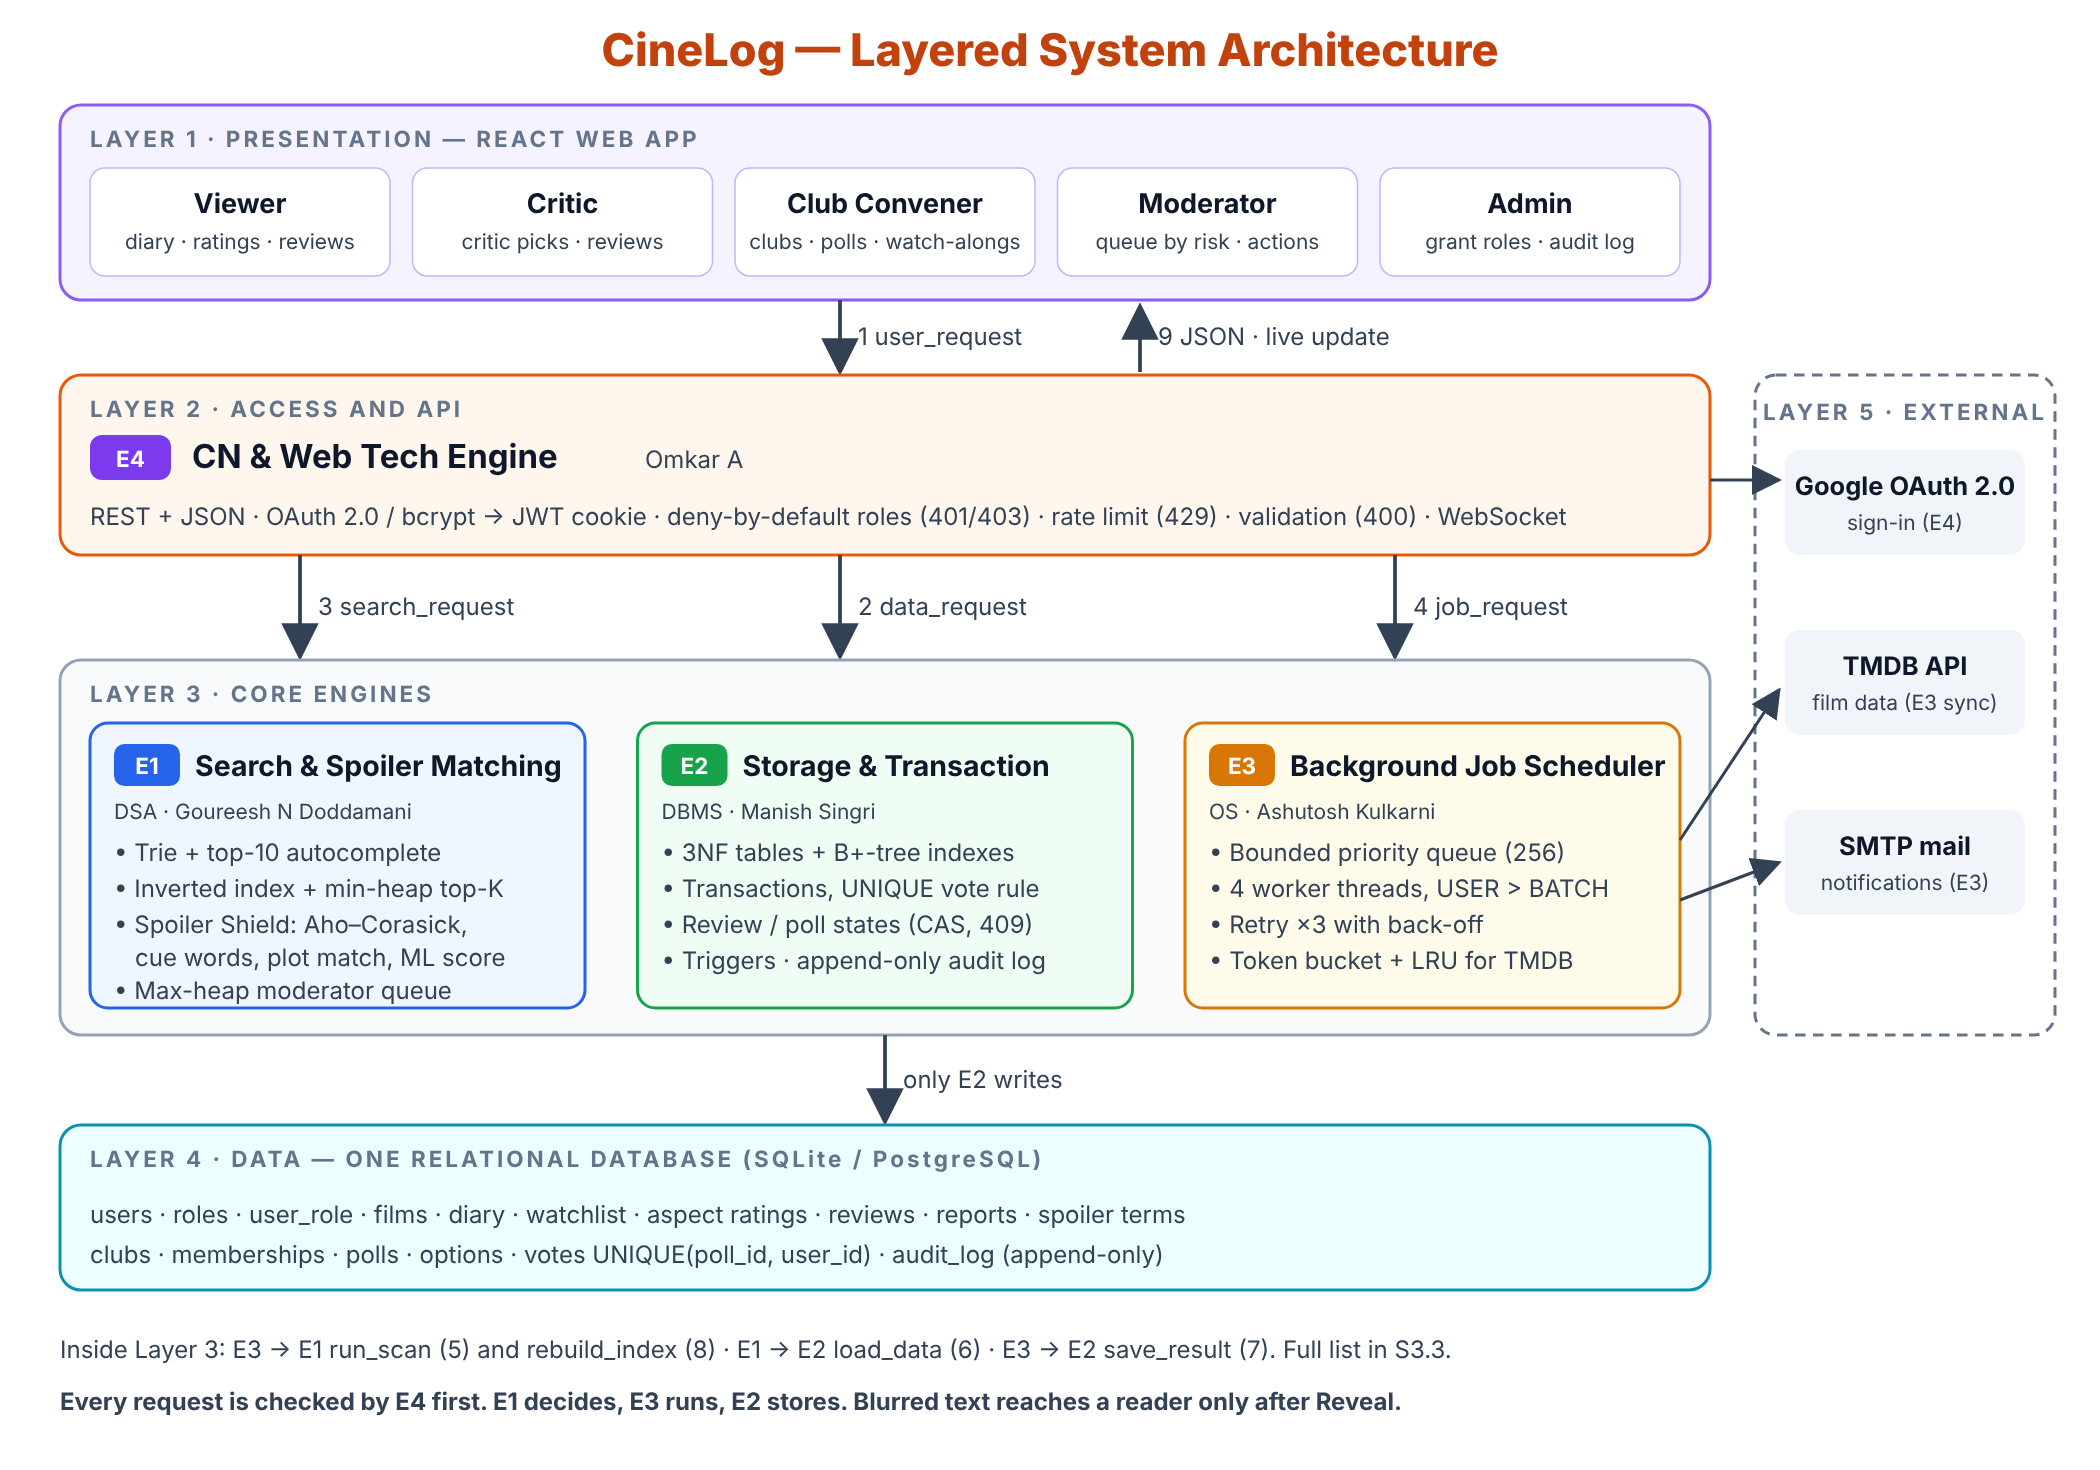 CineLog — Layered System Architecture
LAYER 1 · PRESENTATION — REACT WEB APP
Viewer
diary · ratings · reviews
Critic
critic picks · reviews
Club Convener
clubs · polls · watch-alongs
Moderator
queue by risk · actions
Admin
grant roles · audit log
1 user_request
9 JSON · live update
LAYER 2 · ACCESS AND API
E4 CN & Web Tech Engine Omkar A
REST + JSON · OAuth 2.0 / bcrypt → JWT cookie · deny-by-default roles (401/403) · rate limit (429) · validation (400) · WebSocket
LAYER 5 · EXTERNAL
Google OAuth 2.0
sign-in (E4)
TMDB API
film data (E3 sync)
SMTP mail
notifications (E3)
3 search_request
2 data_request
4 job_request
LAYER 3 · CORE ENGINES
E1 Search & Spoiler Matching
DSA · Goureesh N Doddamani
• Trie + top-10 autocomplete
• Inverted index + min-heap top-K
• Spoiler Shield: Aho–Corasick,
cue words, plot match, ML score
• Max-heap moderator queue
E2 Storage & Transaction
DBMS · Manish Singri
• 3NF tables + B+-tree indexes
• Transactions, UNIQUE vote rule
• Review / poll states (CAS, 409)
• Triggers · append-only audit log
E3 Background Job Scheduler
OS · Ashutosh Kulkarni
• Bounded priority queue (256)
• 4 worker threads, USER > BATCH
• Retry ×3 with back-off
• Token bucket + LRU for TMDB
only E2 writes
LAYER 4 · DATA — ONE RELATIONAL DATABASE (SQLite / PostgreSQL)
users · roles · user_role · films · diary · watchlist · aspect ratings · reviews · reports · spoiler terms
clubs · memberships · polls · options · votes UNIQUE(poll_id, user_id) · audit_log (append-only)
Inside Layer 3: E3 → E1 run_scan (5) and rebuild_index (8) · E1 → E2 load_data (6) · E3 → E2 save_result (7). Full list in S3.3.
Every request is checked by E4 first. E1 decides, E3 runs, E2 stores. Blurred text reaches a reader only after Reveal.